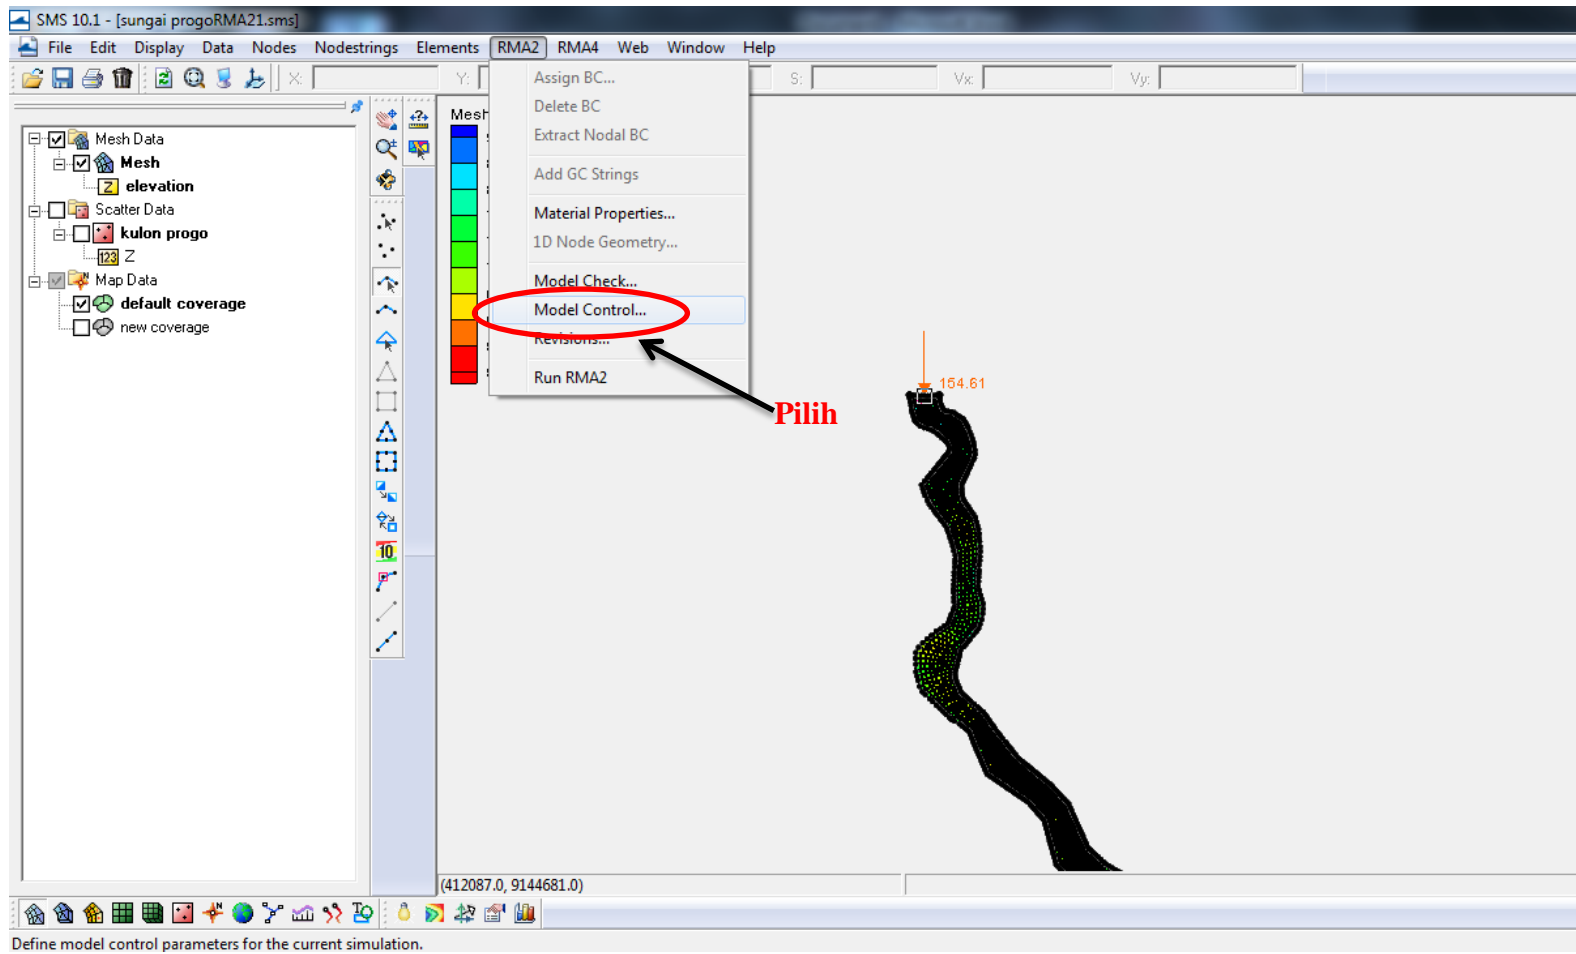 SMS 10.1 - [sungai progoRMA21.sms]
File Edit Display Data Nodes Nodestrings Elements RMA2 RMA4 Web Window Help
X: Y: S: Vx: Vy:
Assign BC...
Delete BC
Extract Nodal BC
Add GC Strings
Material Properties...
1D Node Geometry...
Model Check...
Model Control...
Revisions...
Run RMA2
Mesh Data
Mesh
Z elevation
Scatter Data
kulon progo
123 Z
Map Data
default coverage
new coverage
Mesh
10
154.61
Pilih
(412087.0, 9144681.0)
Define model control parameters for the current simulation.